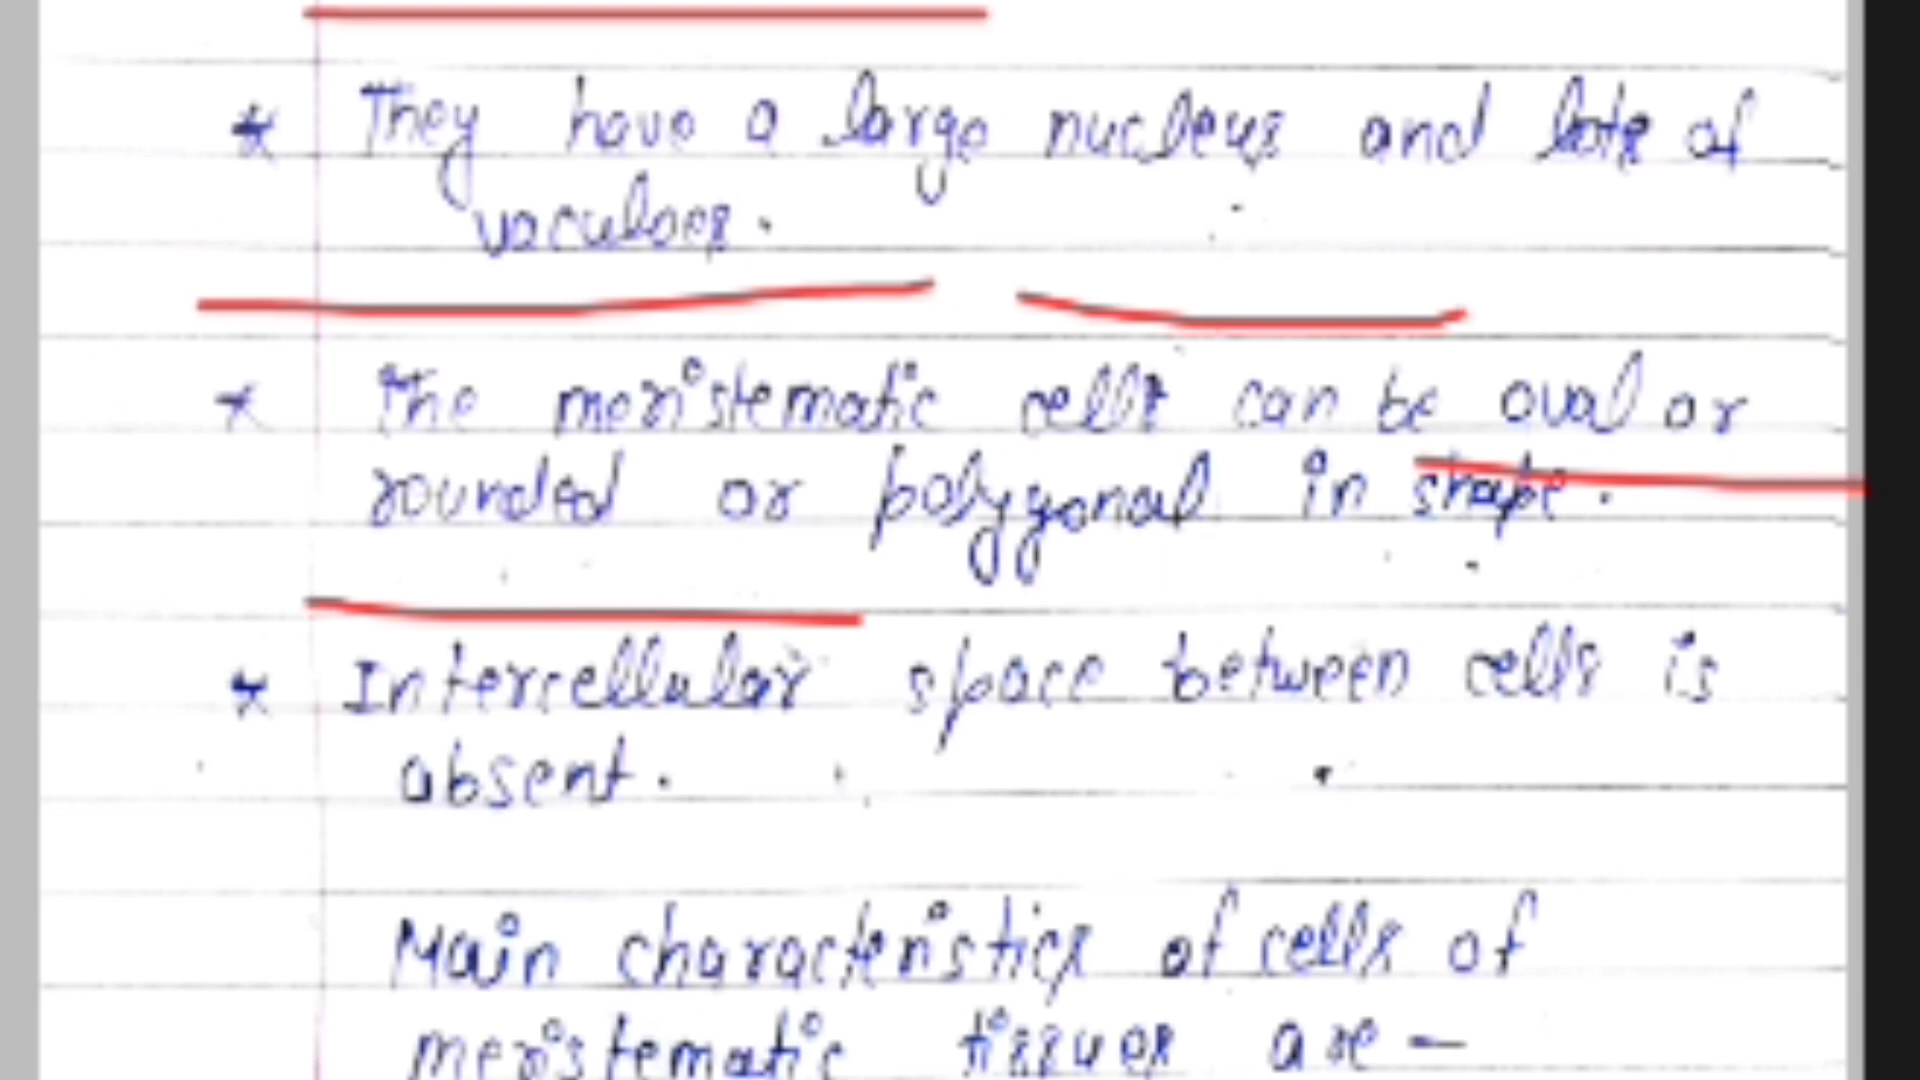 * They have a large nucleus and lots of
vaculoes.
* The meristematic cells can be oval or
rounded or polygonal in shape.
* Intercellular space between cells is
absent.
Main characteristics of cells of
meristematic tissues are —